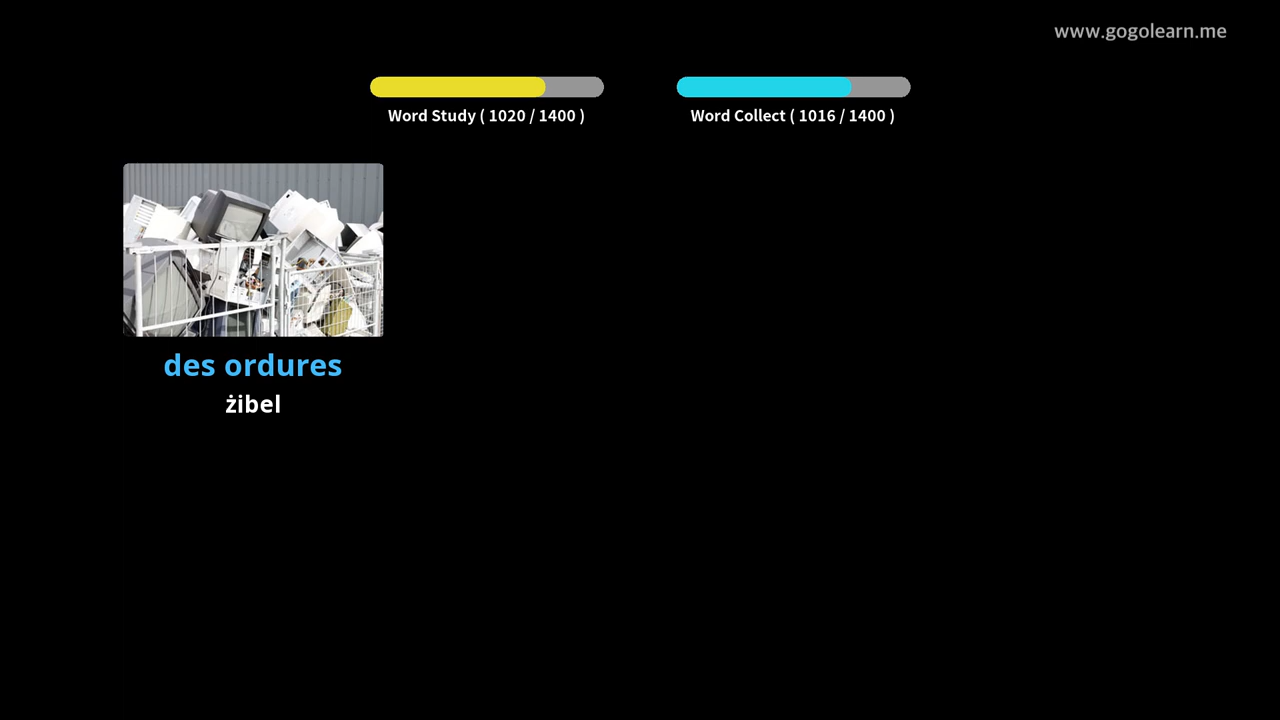 www.gogolearn.me
Word Study ( 1020 / 1400 )
Word Collect ( 1016 / 1400 )
des ordures
żibel